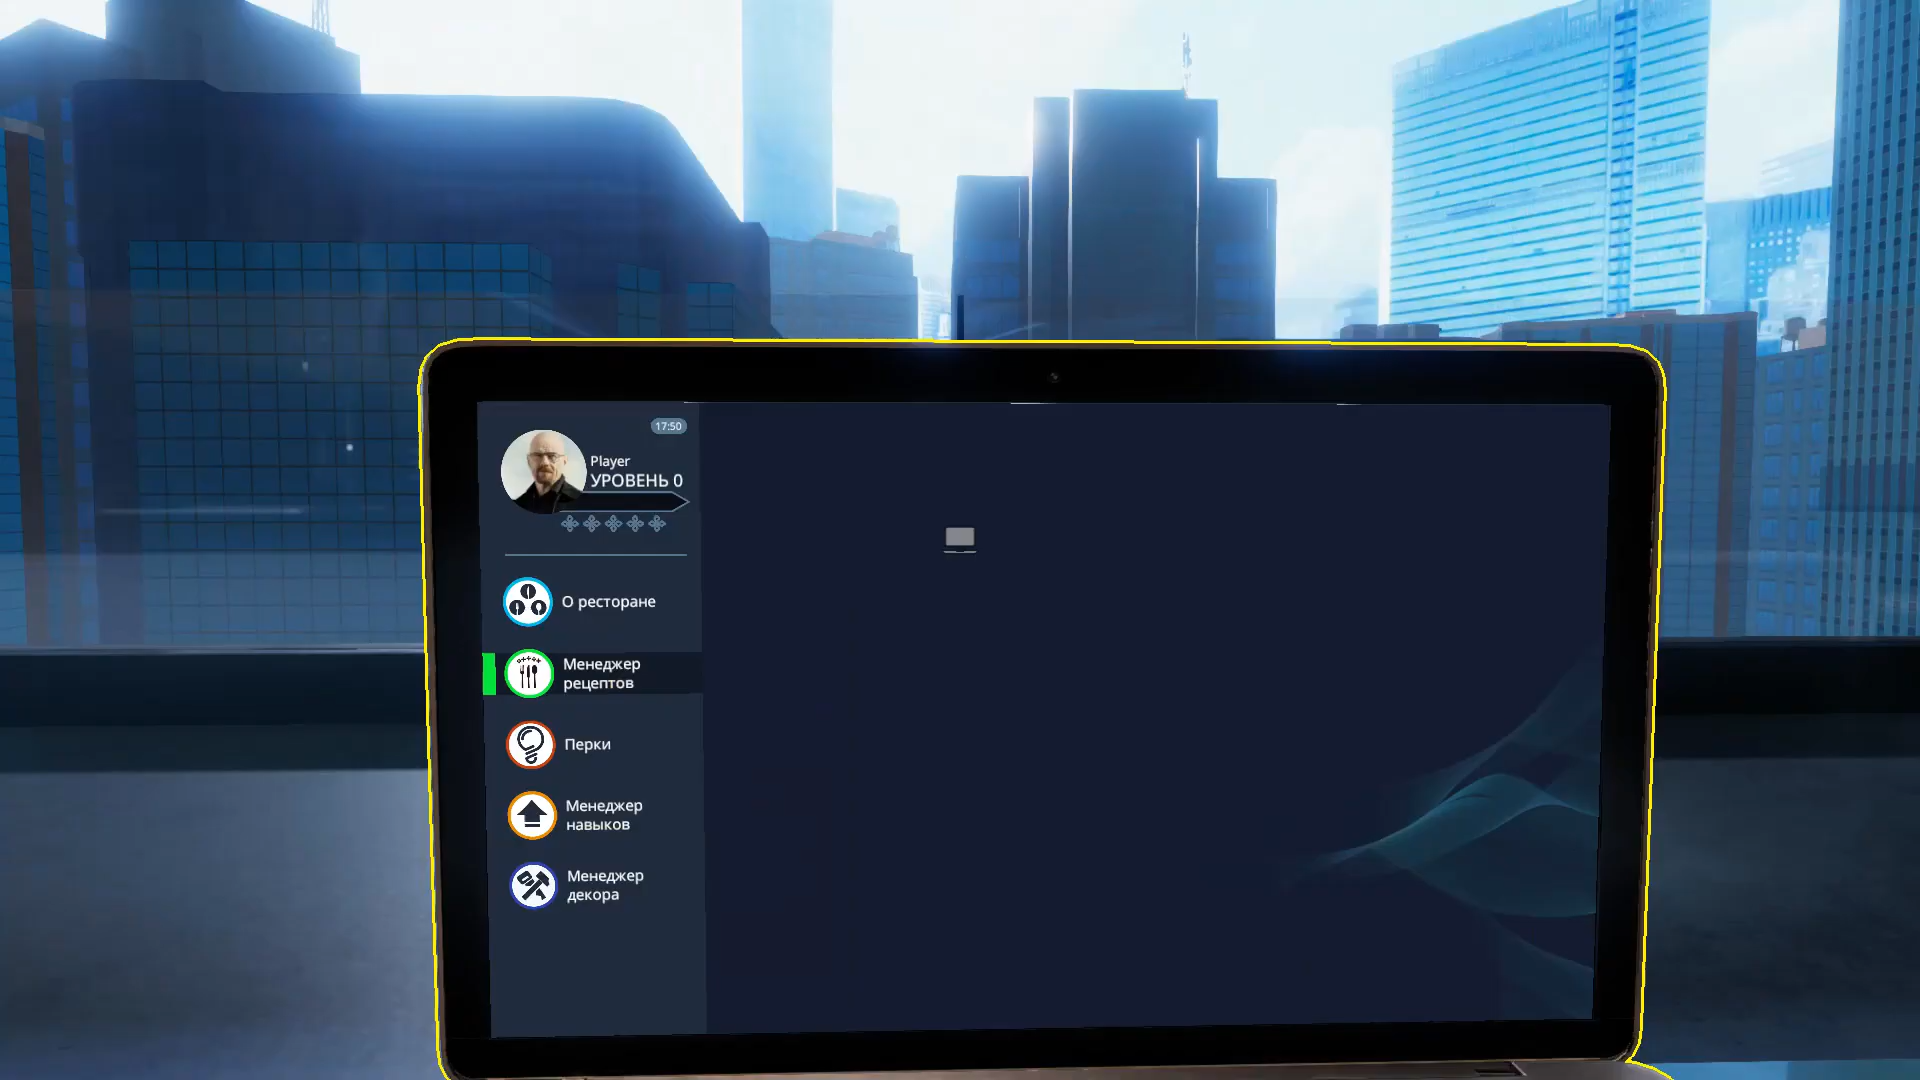 17:50
Player
УРОВЕНЬ 0
О ресторане
Менеджер
рецептов
Перки
Менеджер
навыков
Менеджер
декора